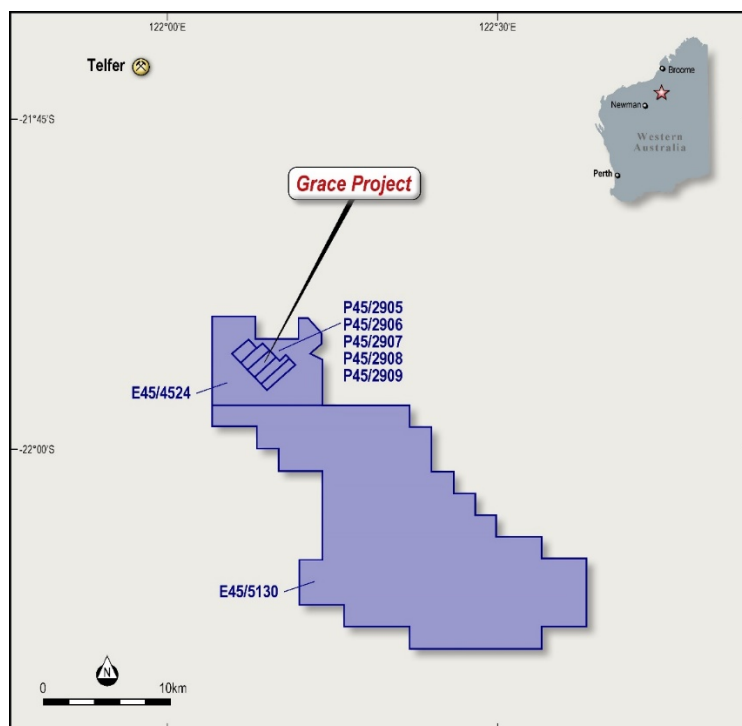 122°00'E
122°30'E
Telfer
Broome
Newman
-21°45'S
Western
Australia
Perth
Grace Project
P45/2905
P45/2906
P45/2907
P45/2908
P45/2909
E45/4524
-22°00'S
E45/5130
N
0 10km